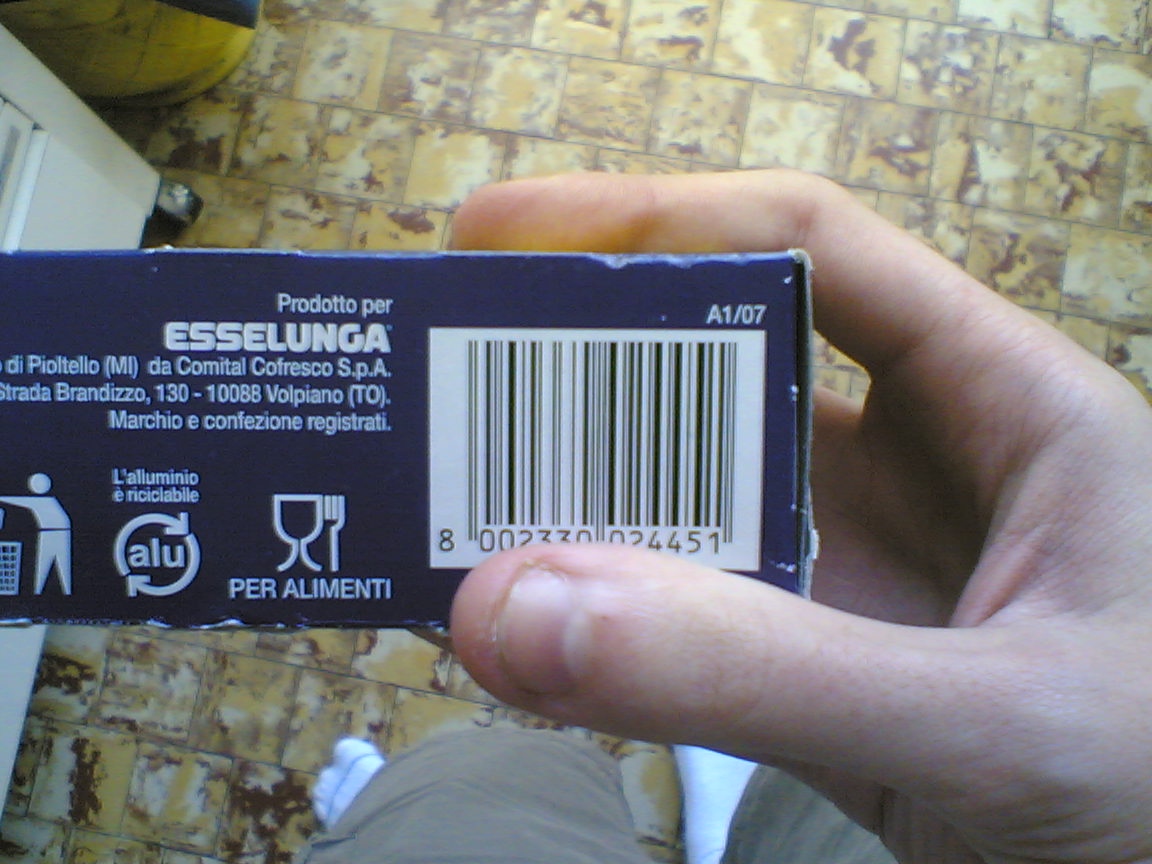 Prodotto per
ESSELUNGA
di Pioltello (MI) da Comital Cofresco S.p.A.
Strada Brandizzo, 130 - 10088 Volpiano (TO).
Marchio e confezione registrati.
L'alluminio
è riciclabile
alu
PER ALIMENTI
A1/07
8 002330 024451